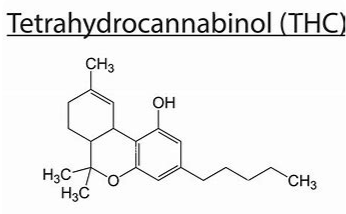 Tetrahydrocannabinol (THC)
CH₃
OH
H₃C
O
H₃C
CH₃